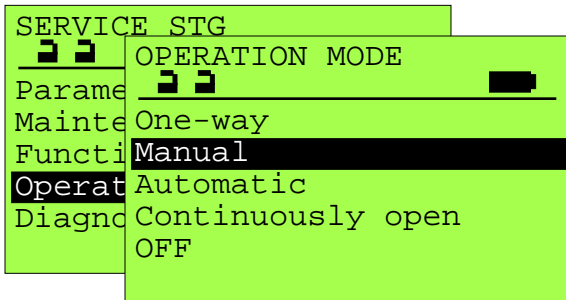 SERVICE STG
Parame
Mainte
Functi
Operat
Diagno
OPERATION MODE
One-way
Manual
Automatic
Continuously open
OFF